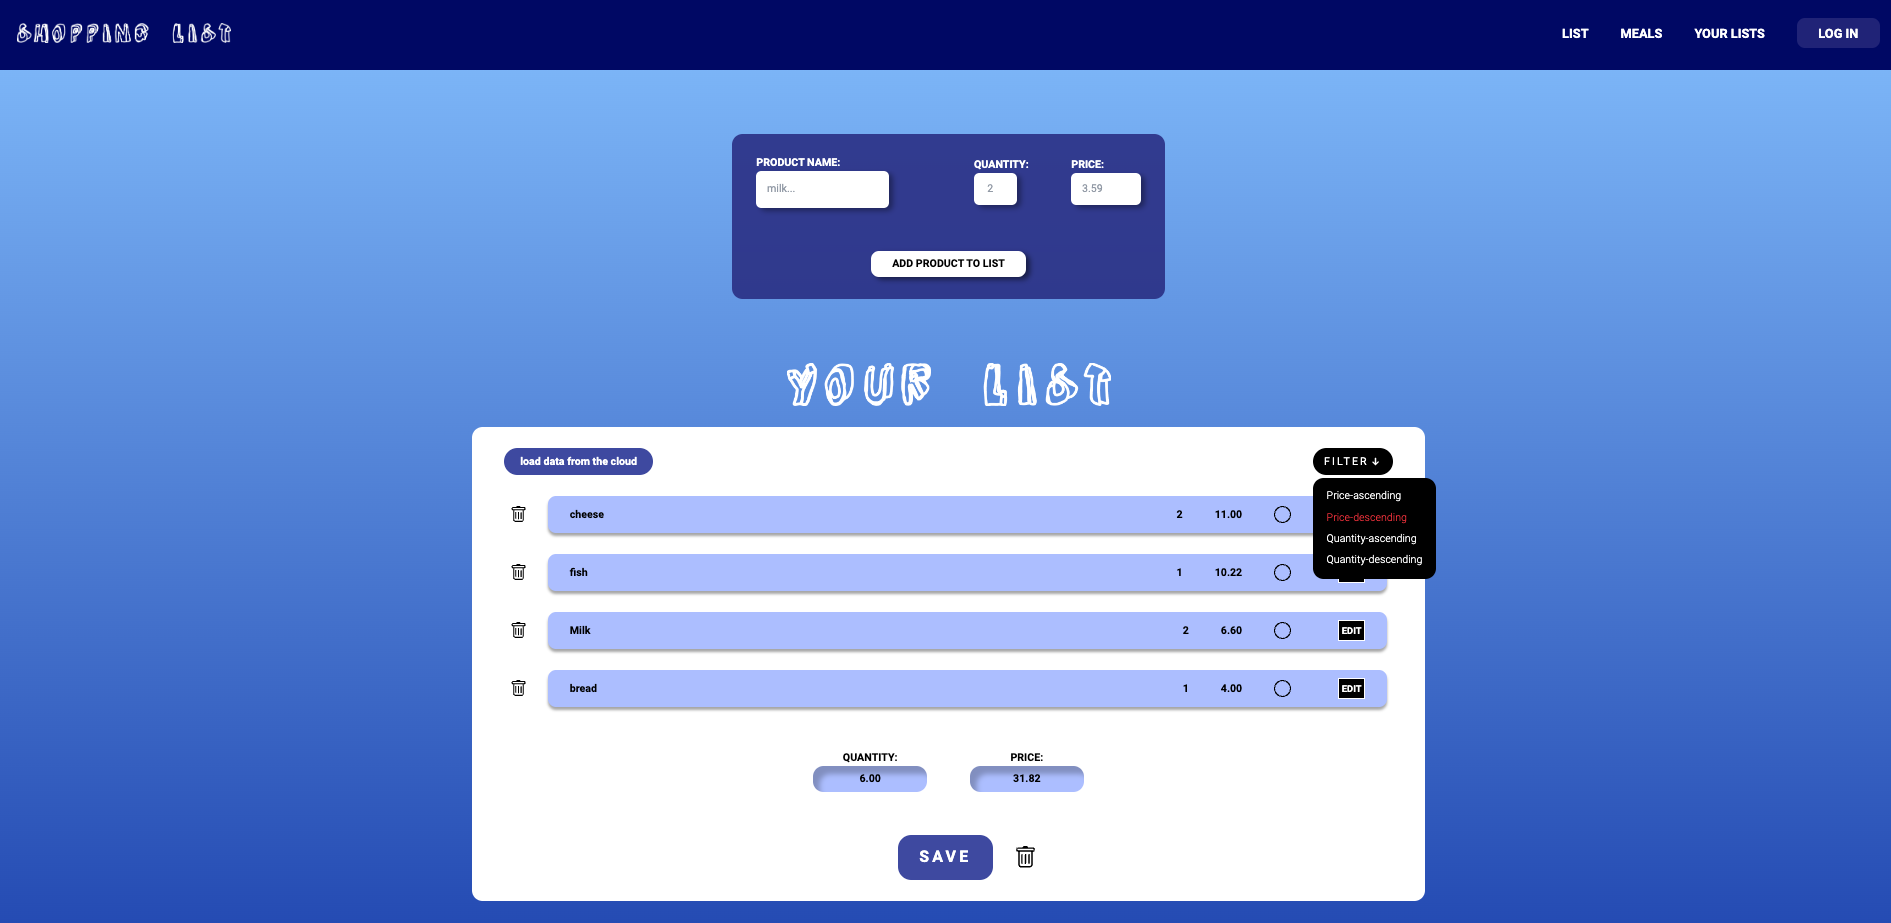 SHOPPING LIST
LIST MEALS YOUR LISTS LOG IN
PRODUCT NAME: QUANTITY: PRICE:
milk... 2 3.59
ADD PRODUCT TO LIST
YOUR LIST
load data from the cloud FILTER ↓
Price-ascending
Price-descending
Quantity-ascending
Quantity-descending
cheese 2 11.00
fish 1 10.22
Milk 2 6.60 EDIT
bread 1 4.00 EDIT
QUANTITY: PRICE:
6.00 31.82
SAVE